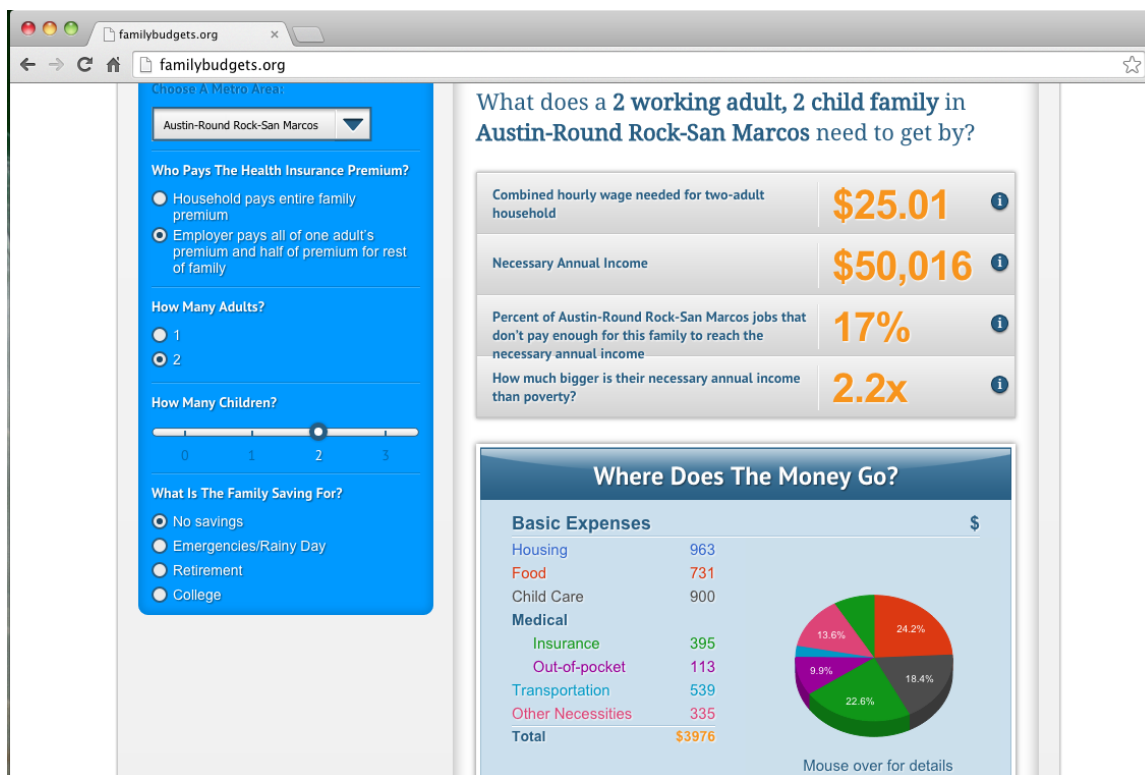 familybudgets.org
familybudgets.org
Choose A Metro Area:
Austin-Round Rock-San Marcos
Who Pays The Health Insurance Premium?
Household pays entire family
premium
Employer pays all of one adult's
premium and half of premium for rest
of family
How Many Adults?
1
2
How Many Children?
0 1 2 3
What Is The Family Saving For?
No savings
Emergencies/Rainy Day
Retirement
College
What does a 2 working adult, 2 child family in
Austin-Round Rock-San Marcos need to get by?
Combined hourly wage needed for two-adult
household
$25.01
Necessary Annual Income
$50,016
Percent of Austin-Round Rock-San Marcos jobs that
don't pay enough for this family to reach the
necessary annual income
17%
How much bigger is their necessary annual income
than poverty?
2.2x
Where Does The Money Go?
Basic Expenses $
Housing 963
Food 731
Child Care 900
Medical
Insurance 395
Out-of-pocket 113
Transportation 539
Other Necessities 335
Total $3976
13.6%
24.2%
9.9%
18.4%
22.6%
Mouse over for details